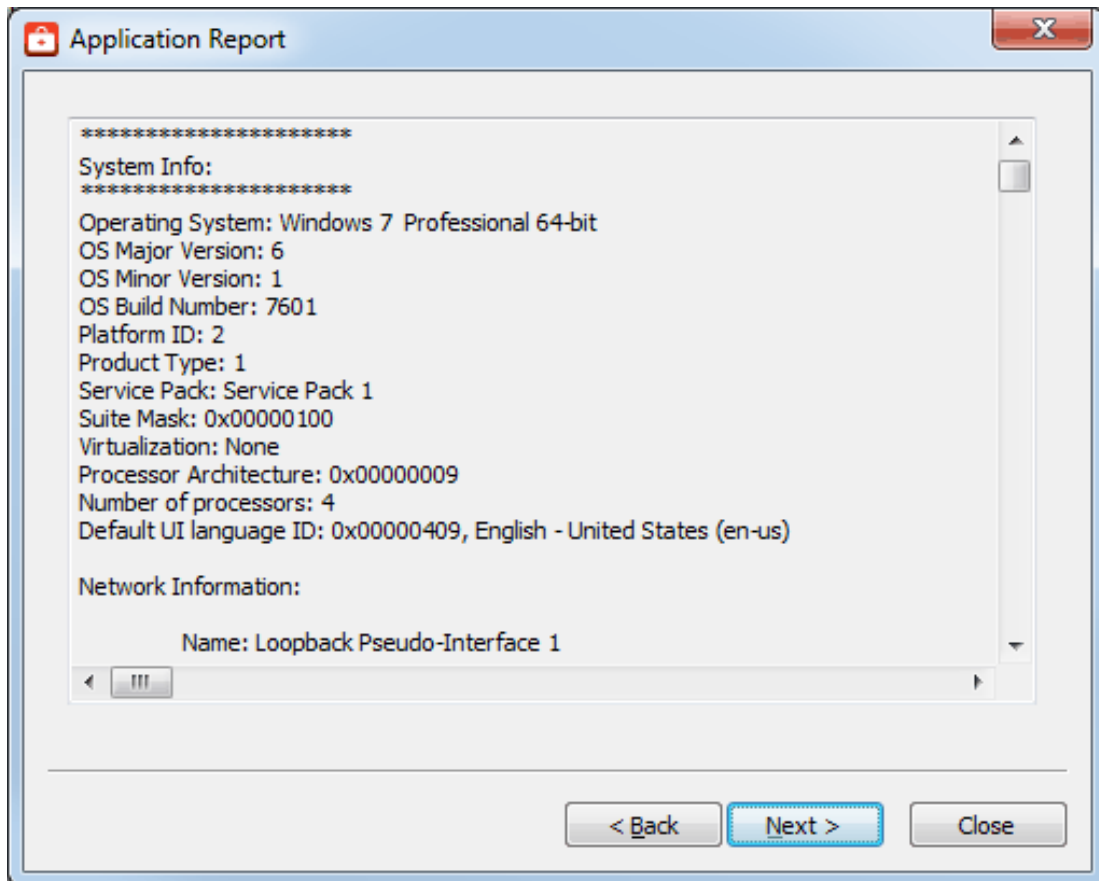 Application Report
*********************
System Info:
*********************
Operating System: Windows 7 Professional 64-bit
OS Major Version: 6
OS Minor Version: 1
OS Build Number: 7601
Platform ID: 2
Product Type: 1
Service Pack: Service Pack 1
Suite Mask: 0x00000100
Virtualization: None
Processor Architecture: 0x00000009
Number of processors: 4
Default UI language ID: 0x00000409, English - United States (en-us)
Network Information:
Name: Loopback Pseudo-Interface 1
< Back Next > Close